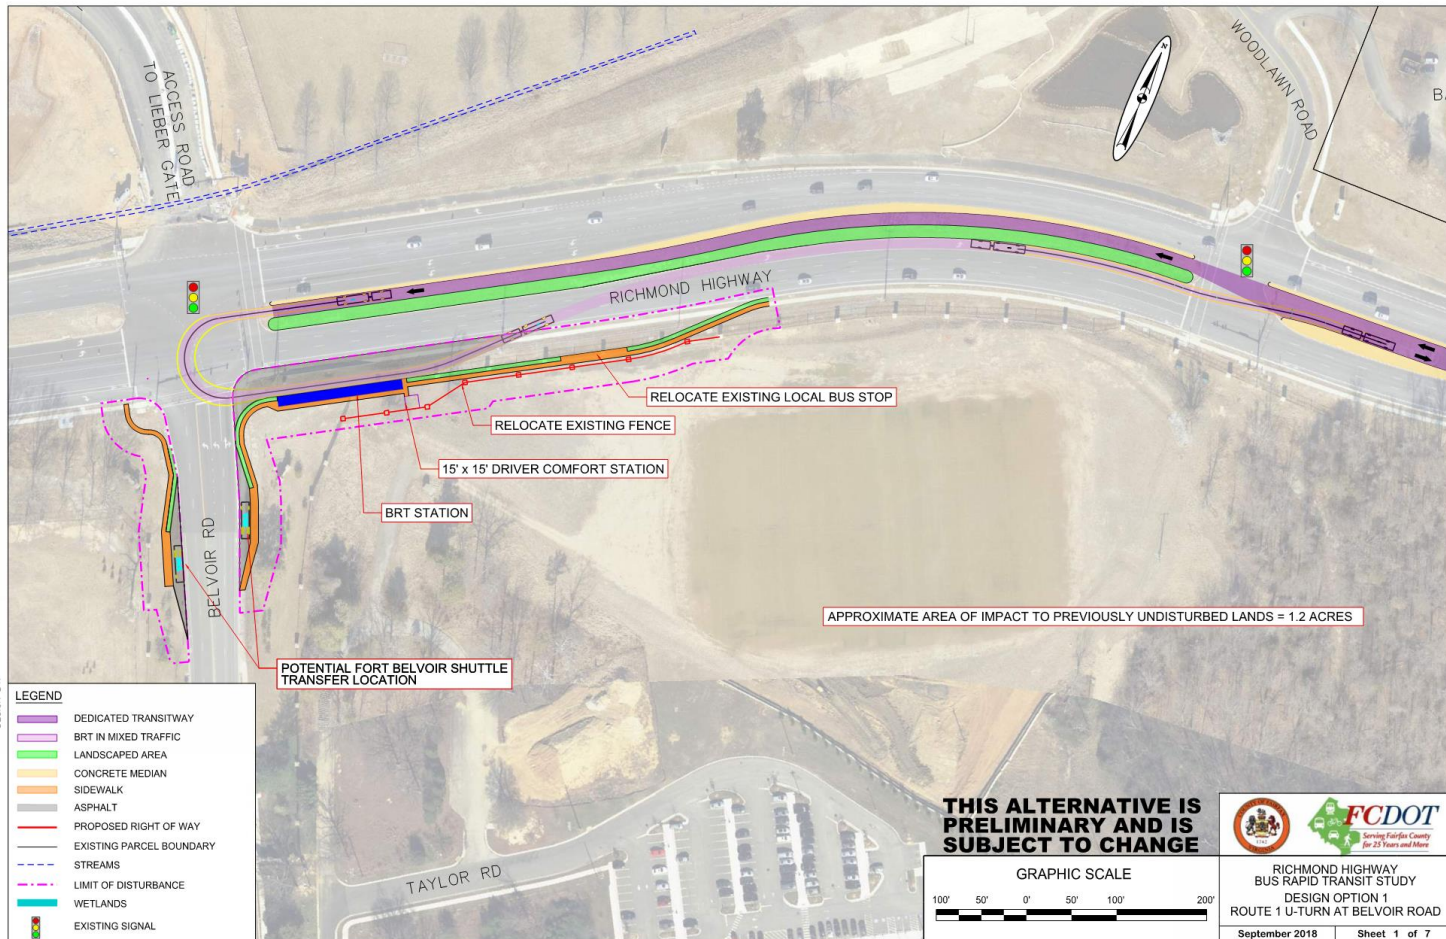 ACCESS ROAD
TO LIEBER GATE
WOODLAWN ROAD
N
RICHMOND HIGHWAY
RELOCATE EXISTING LOCAL BUS STOP
RELOCATE EXISTING FENCE
15' x 15' DRIVER COMFORT STATION
BRT STATION
BELVOIR RD
APPROXIMATE AREA OF IMPACT TO PREVIOUSLY UNDISTURBED LANDS = 1.2 ACRES
POTENTIAL FORT BELVOIR SHUTTLE
TRANSFER LOCATION
TAYLOR RD
LEGEND
DEDICATED TRANSITWAY
BRT IN MIXED TRAFFIC
LANDSCAPED AREA
CONCRETE MEDIAN
SIDEWALK
ASPHALT
PROPOSED RIGHT OF WAY
EXISTING PARCEL BOUNDARY
STREAMS
LIMIT OF DISTURBANCE
WETLANDS
EXISTING SIGNAL
THIS ALTERNATIVE IS
PRELIMINARY AND IS
SUBJECT TO CHANGE
GRAPHIC SCALE
100' 50' 0' 50' 100' 200'
FCDOT
Serving Fairfax County
for 25 Years and More
RICHMOND HIGHWAY
BUS RAPID TRANSIT STUDY
DESIGN OPTION 1
ROUTE 1 U-TURN AT BELVOIR ROAD
September 2018
Sheet 1 of 7